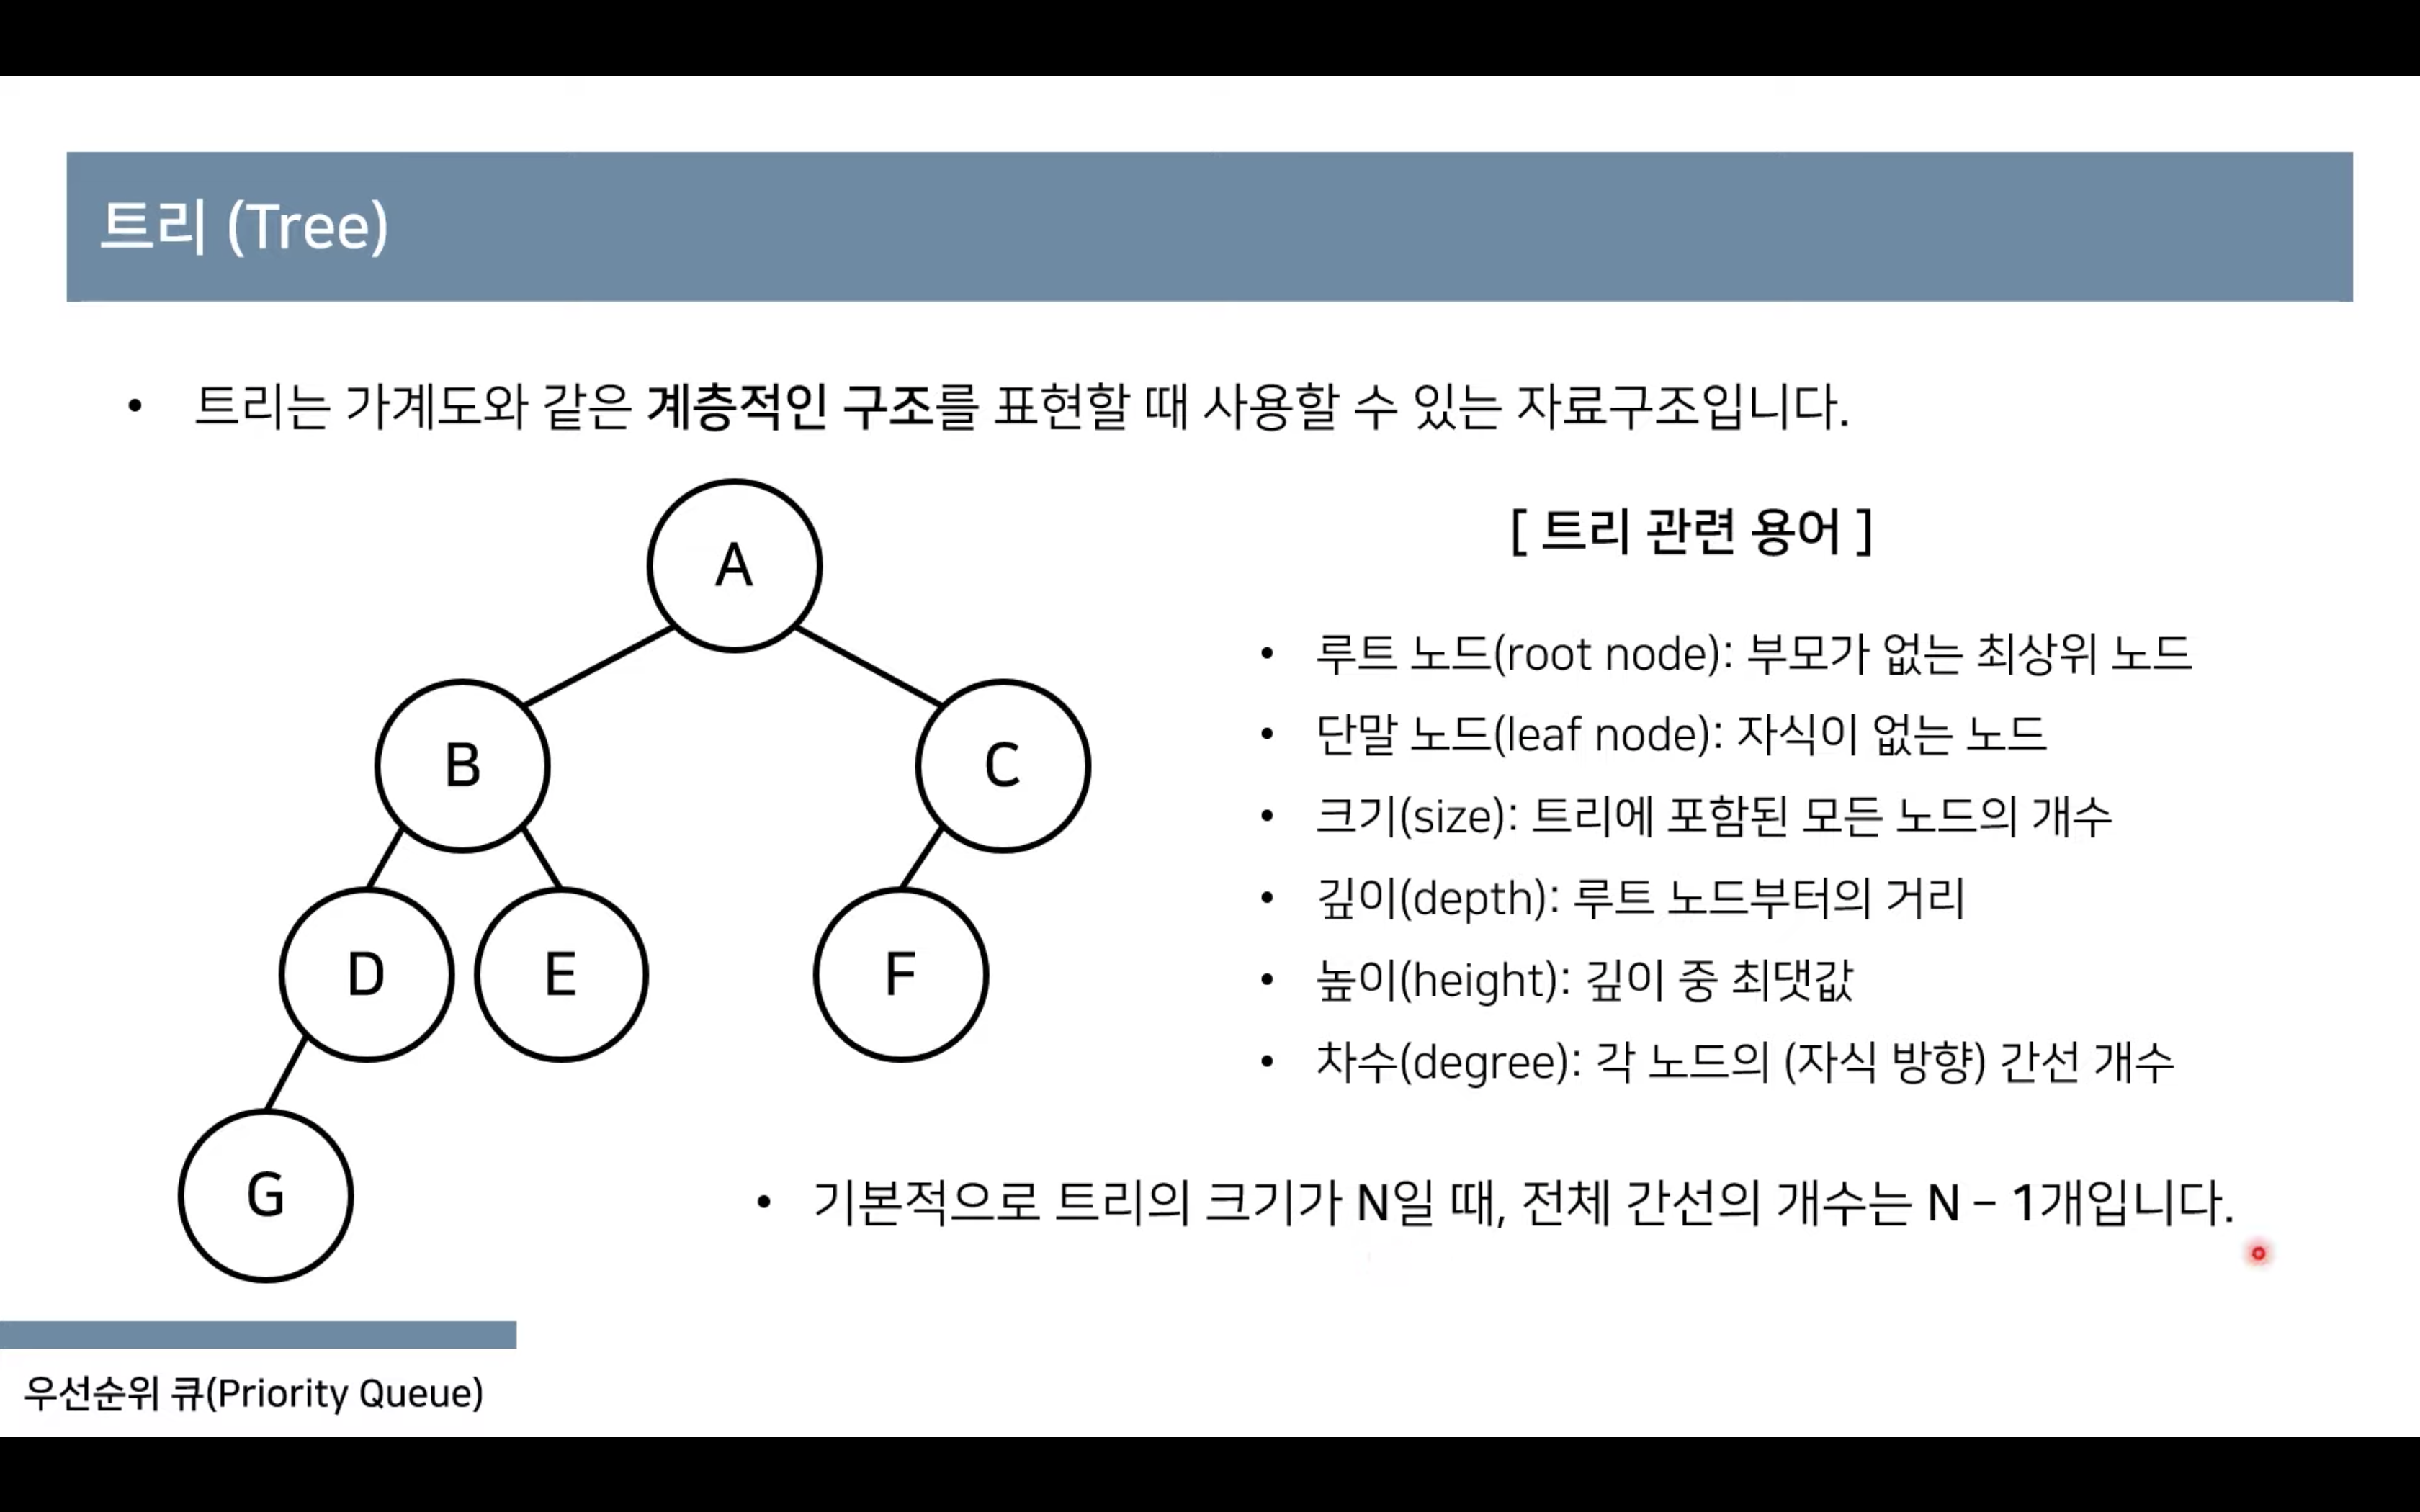 트리 (Tree)
• 트리는 가계도와 같은 계층적인 구조를 표현할 때 사용할 수 있는 자료구조입니다.
A
B
C
D
E
F
G
[ 트리 관련 용어 ]
• 루트 노드(root node): 부모가 없는 최상위 노드
• 단말 노드(leaf node): 자식이 없는 노드
• 크기(size): 트리에 포함된 모든 노드의 개수
• 깊이(depth): 루트 노드부터의 거리
• 높이(height): 깊이 중 최댓값
• 차수(degree): 각 노드의 (자식 방향) 간선 개수
• 기본적으로 트리의 크기가 N일 때, 전체 간선의 개수는 N – 1개입니다.
우선순위 큐(Priority Queue)